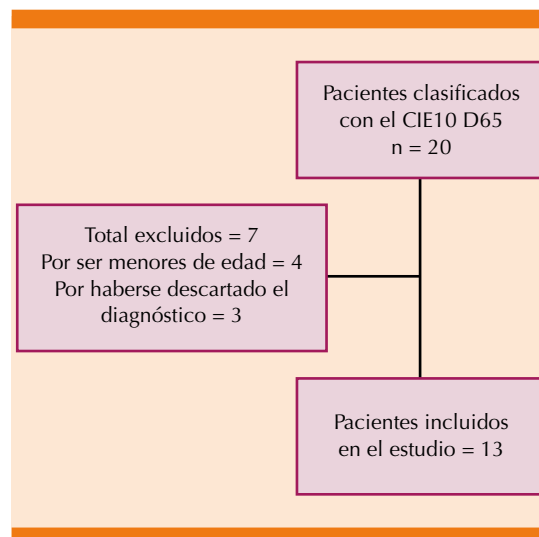 Pacientes clasificados
con el CIE10 D65
n = 20
Total excluidos = 7
Por ser menores de edad = 4
Por haberse descartado el
diagnóstico = 3
Pacientes incluidos
en el estudio = 13